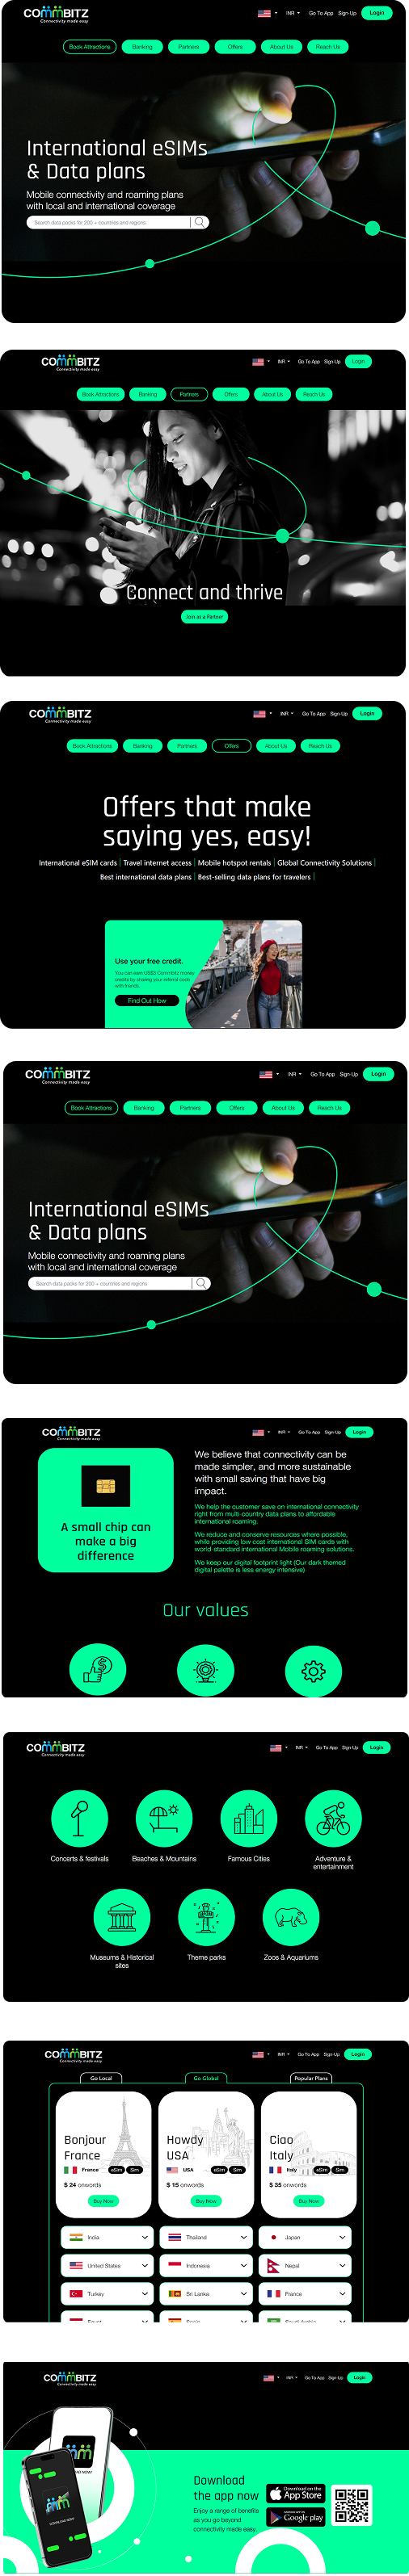 COMMBITZ
Connectivity made easy
INR Go To App Sign-Up Login
Book Attractions Banking Partners Offers About Us Reach Us
International eSIMs
& Data plans
Mobile connectivity and roaming plans
with local and international coverage
Search data packs for 200 + countries and regions
COMMBITZ
Connectivity made easy
INR Go To App Sign Up Login
Book Attractions Banking Partners Offers About Us Reach Us
Connect and thrive
Join as a Partner
COMMBITZ
Connectivity made easy
INR Go To App Sign Up Login
Book Attractions Banking Partners Offers About Us Reach Us
Offers that make
saying yes, easy!
International eSIM cards | Travel internet access | Mobile hotspot rentals | Global Connectivity Solutions |
Best international data plans | Best-selling data plans for travelers |
Use your free credit.
You can earn US$3 Commbitz money
credits by sharing your referral code
with friends.
Find Out How
COMMBITZ
Connectivity made easy
INR Go To App Sign-Up Login
Book Attractions Banking Partners Offers About Us Reach Us
International eSIMs
& Data plans
Mobile connectivity and roaming plans
with local and international coverage
Search data packs for 200 + countries and regions
COMMBITZ
Connectivity made easy
INR Go To App Sign Up Login
A small chip can
make a big
difference
We believe that connectivity can be
made simpler, and more sustainable
with small saving that have big
impact.
We help the customer save on international connectivity
right from multi-country data plans to affordable
international roaming.
We reduce and conserve resources where possible,
while providing low cost international SIM cards with
world-standard international Mobile roaming solutions.
We keep our digital footprint light (Our dark themed
digital palette is less energy intensive)
Our values
COMMBITZ
Connectivity made easy
INR Go To App Sign Up Login
Concerts & festivals Beaches & Mountains Famous Cities Adventure &
entertainment
Museums & Historical
sites
Theme parks Zoos & Aquariums
COMMBITZ
Connectivity made easy
INR Go To App Sign Up Login
Go Local Go Global Popular Plans
Bonjour
France
France eSim Sim
$ 24 onwords
Buy Now
Howdy
USA
USA eSim Sim
$ 15 onwords
Buy Now
Ciao
Italy
Italy eSim Sim
$ 35 onwords
Buy Now
India Thailand Japan
United States Indonesia Nepal
Turkey Sri Lanka France
COMMBITZ
Connectivity made easy
INR Go To App Sign Up Login
DOWNLOAD NOW
Download
the app now
Enjoy a range of benefits
as you go beyond
connectivity made easy.
Download on the
App Store
Google play